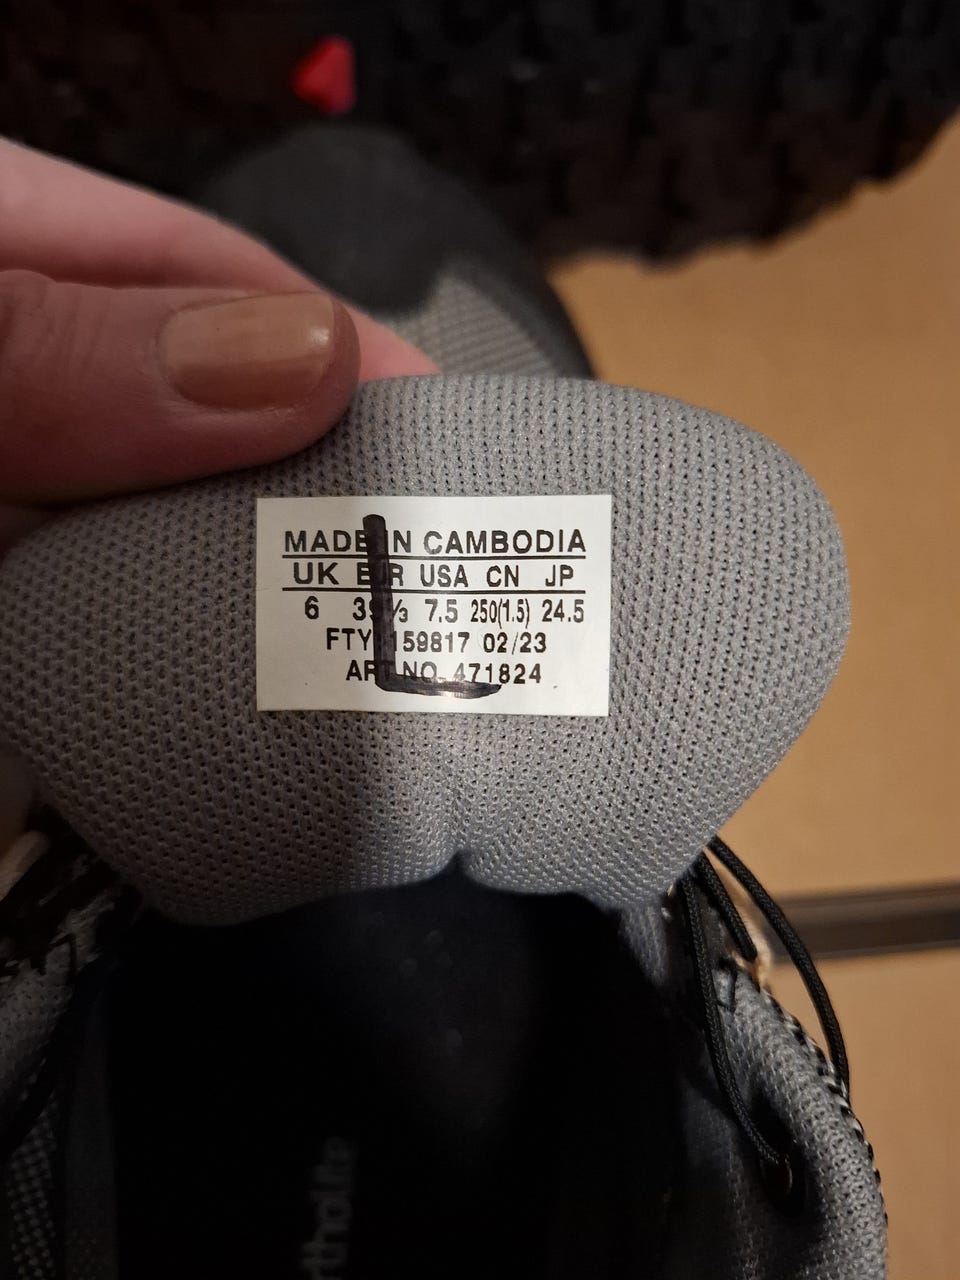 MADE IN CAMBODIA
UK EUR USA CN JP
6 39⅓ 7.5 250(1.5) 24.5
FTY 159817 02/23
ART NO. 471824
L
rtholite